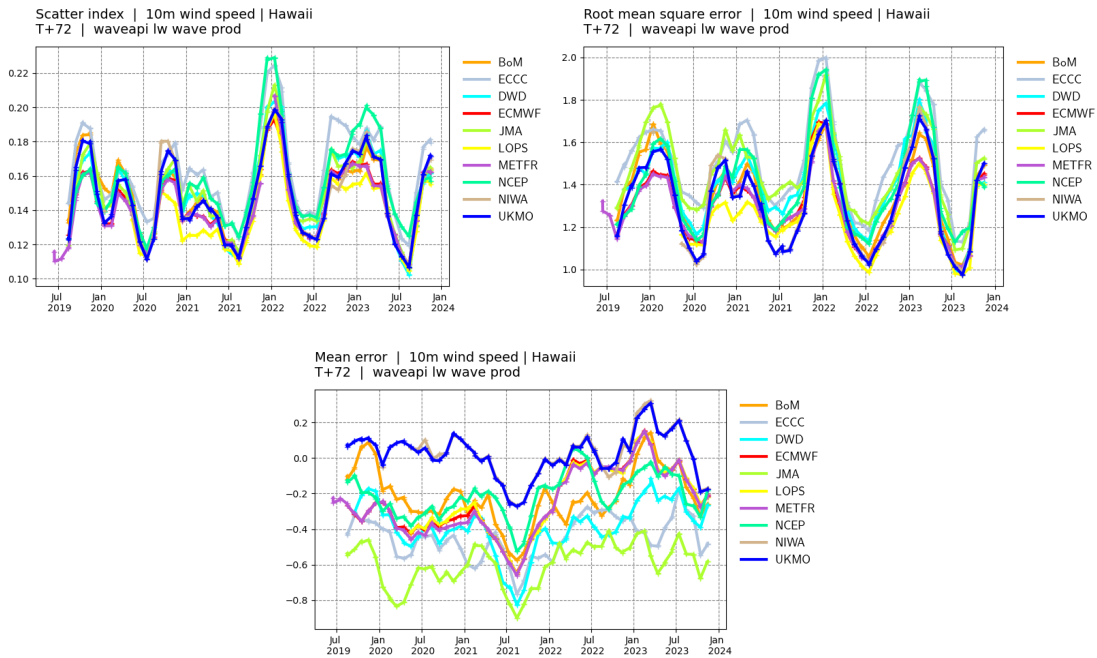 Scatter index | 10m wind speed | Hawaii
T+72 | waveapi lw wave prod
0.22
0.20
0.18
0.16
0.14
0.12
0.10
Jul 2019
Jan 2020
Jul 2020
Jan 2021
Jul 2021
Jan 2022
Jul 2022
Jan 2023
Jul 2023
Jan 2024
BoM
ECCC
DWD
ECMWF
JMA
LOPS
METFR
NCEP
NIWA
UKMO
Root mean square error | 10m wind speed | Hawaii
T+72 | waveapi lw wave prod
2.0
1.8
1.6
1.4
1.2
1.0
Jul 2019
Jan 2020
Jul 2020
Jan 2021
Jul 2021
Jan 2022
Jul 2022
Jan 2023
Jul 2023
Jan 2024
BoM
ECCC
DWD
ECMWF
JMA
LOPS
METFR
NCEP
NIWA
UKMO
Mean error | 10m wind speed | Hawaii
T+72 | waveapi lw wave prod
0.2
0.0
−0.2
−0.4
−0.6
−0.8
Jul 2019
Jan 2020
Jul 2020
Jan 2021
Jul 2021
Jan 2022
Jul 2022
Jan 2023
Jul 2023
Jan 2024
BoM
ECCC
DWD
ECMWF
JMA
LOPS
METFR
NCEP
NIWA
UKMO